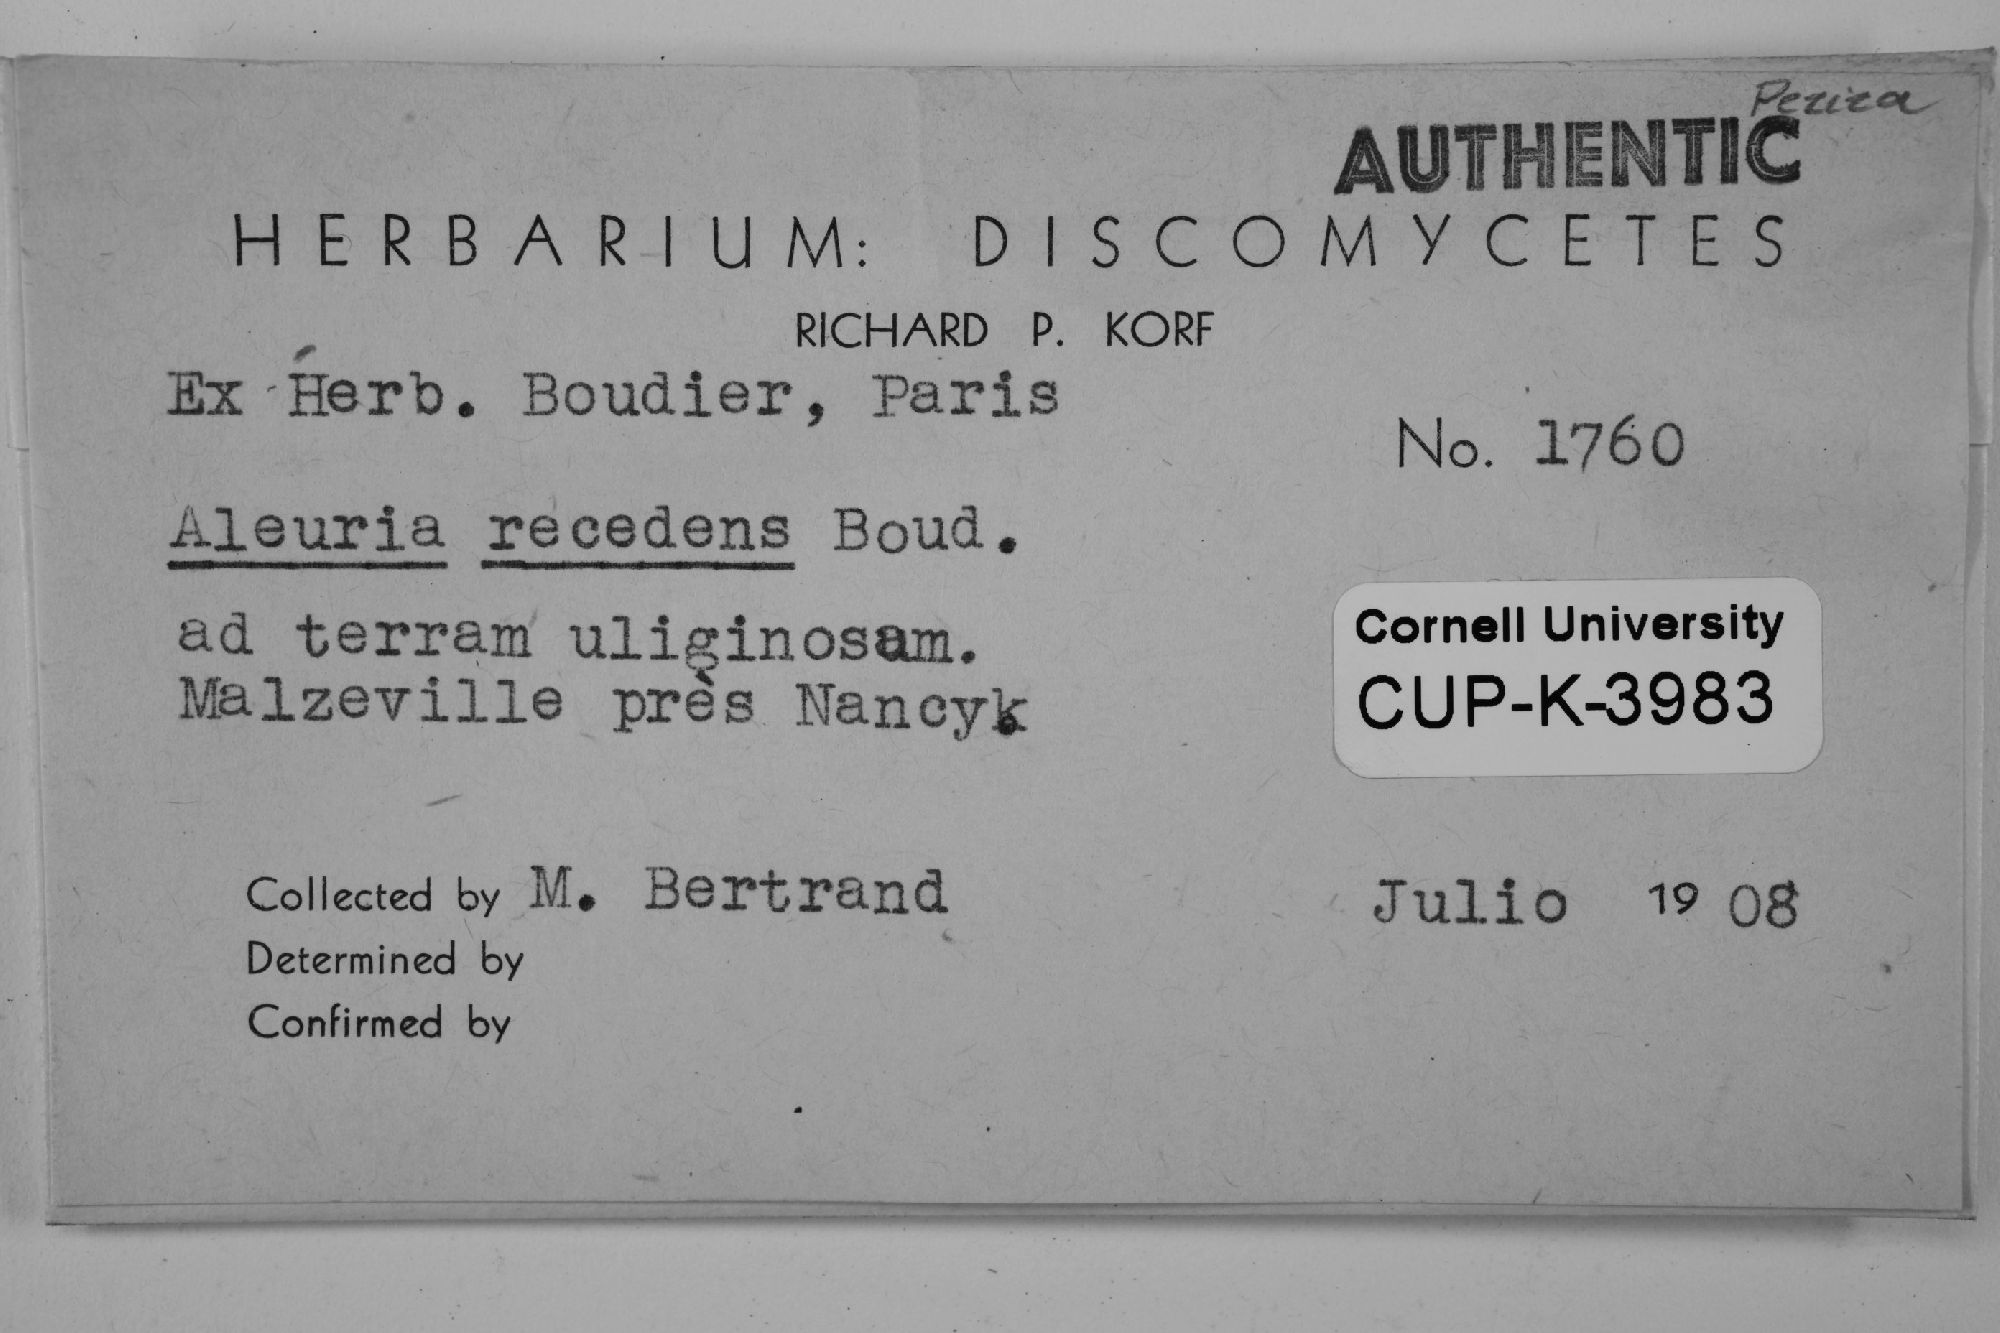 Peziza
AUTHENTIC
HERBARIUM: DISCOMYCETES
RICHARD P. KORF
Ex Herb. Boudier, Paris
No. 1760
Aleuria recedens Boud.
ad terram uliginosam.
Malzeville près Nancy.
Cornell University
CUP-K-3983
Collected by M. Bertrand
Julio 1908
Determined by
Confirmed by